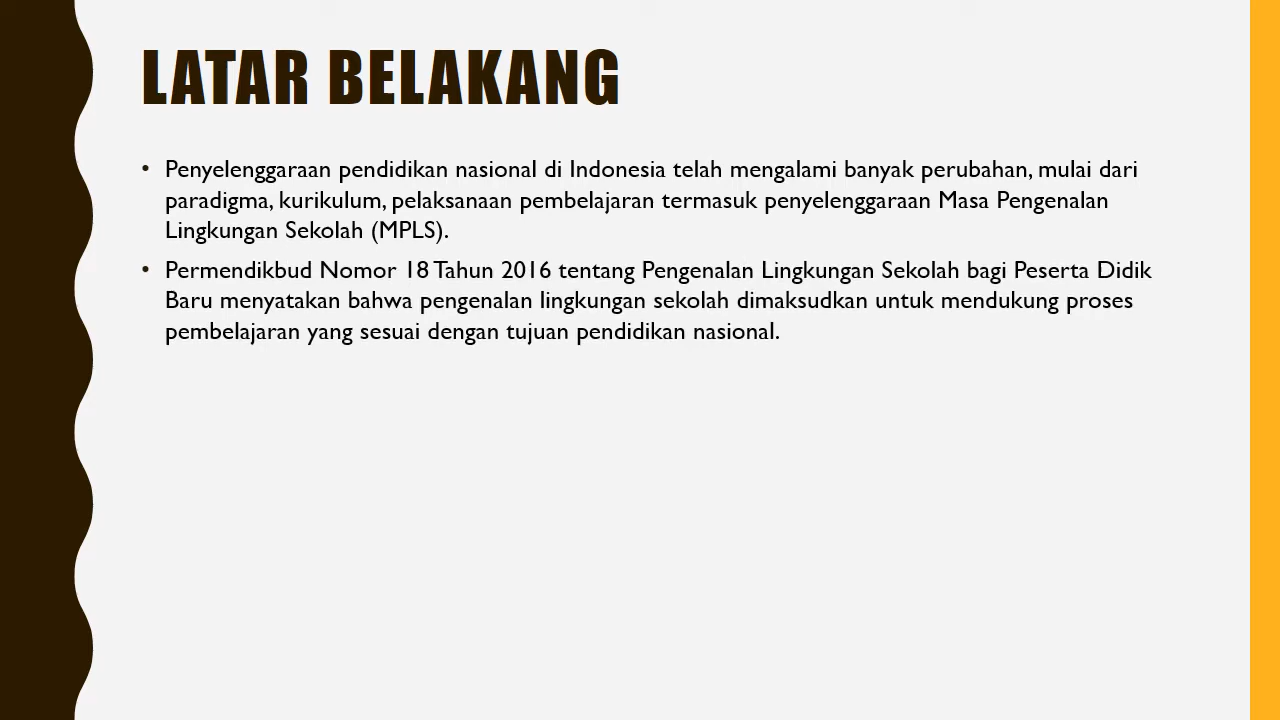 LATAR BELAKANG
• Penyelenggaraan pendidikan nasional di Indonesia telah mengalami banyak perubahan, mulai dari
paradigma, kurikulum, pelaksanaan pembelajaran termasuk penyelenggaraan Masa Pengenalan
Lingkungan Sekolah (MPLS).
• Permendikbud Nomor 18 Tahun 2016 tentang Pengenalan Lingkungan Sekolah bagi Peserta Didik
Baru menyatakan bahwa pengenalan lingkungan sekolah dimaksudkan untuk mendukung proses
pembelajaran yang sesuai dengan tujuan pendidikan nasional.